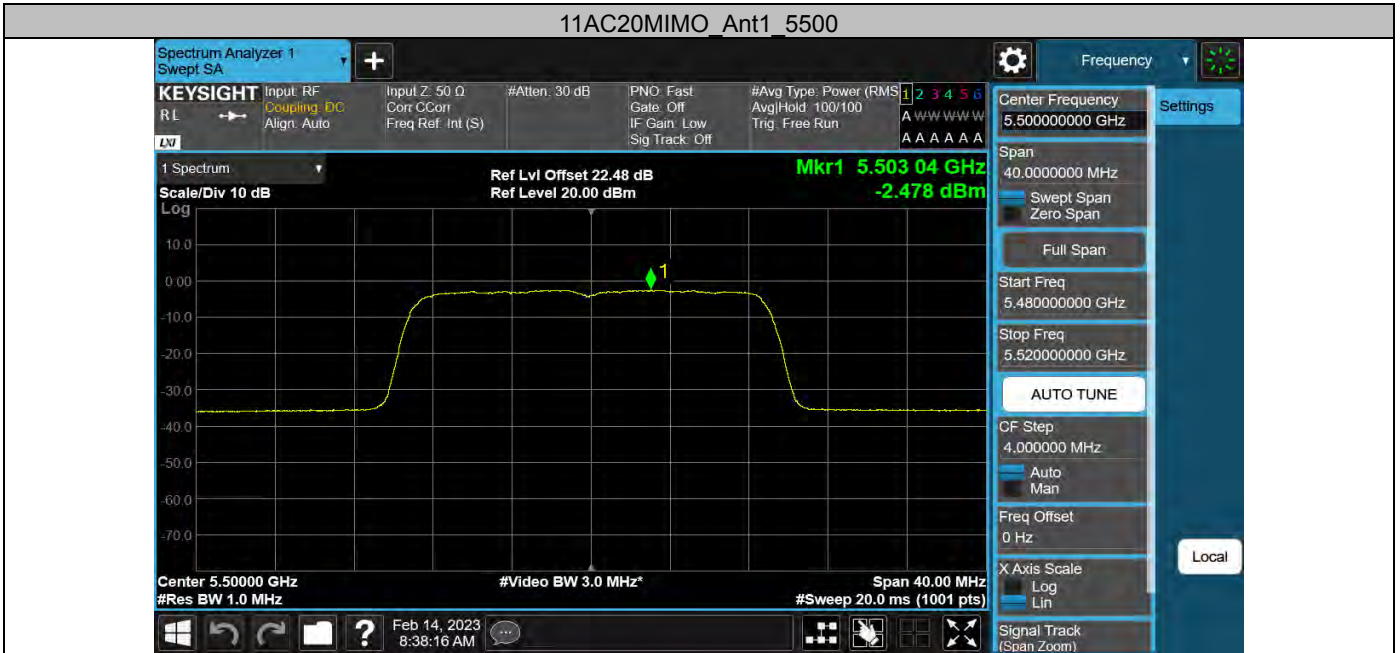 11AC20MIMO_Ant1_5500
Spectrum Analyzer 1
Swept SA
Frequency
KEYSIGHT
RL
LXI
Input: RF
Coupling: DC
Align: Auto
Input Z: 50 Ω
Corr CCorr
Freq Ref: Int (S)
#Atten: 30 dB
PNO: Fast
Gate: Off
IF Gain: Low
Sig Track: Off
#Avg Type: Power (RMS
Avg|Hold: 100/100
Trig: Free Run
1 2 3 4 5 6
A W W W W W
A A A A A A
Center Frequency
5.500000000 GHz
Settings
Span
40.0000000 MHz
Swept Span
Zero Span
Full Span
Start Freq
5.480000000 GHz
Stop Freq
5.520000000 GHz
AUTO TUNE
CF Step
4.000000 MHz
Auto
Man
Freq Offset
0 Hz
X Axis Scale
Log
Lin
Signal Track
(Span Zoom)
Local
1 Spectrum
Scale/Div 10 dB
Log
Ref Lvl Offset 22.48 dB
Ref Level 20.00 dBm
Mkr1 5.503 04 GHz
-2.478 dBm
1
10.0
0.00
-10.0
-20.0
-30.0
-40.0
-50.0
-60.0
-70.0
Center 5.50000 GHz
#Res BW 1.0 MHz
#Video BW 3.0 MHz*
Span 40.00 MHz
#Sweep 20.0 ms (1001 pts)
?
Feb 14, 2023
8:38:16 AM